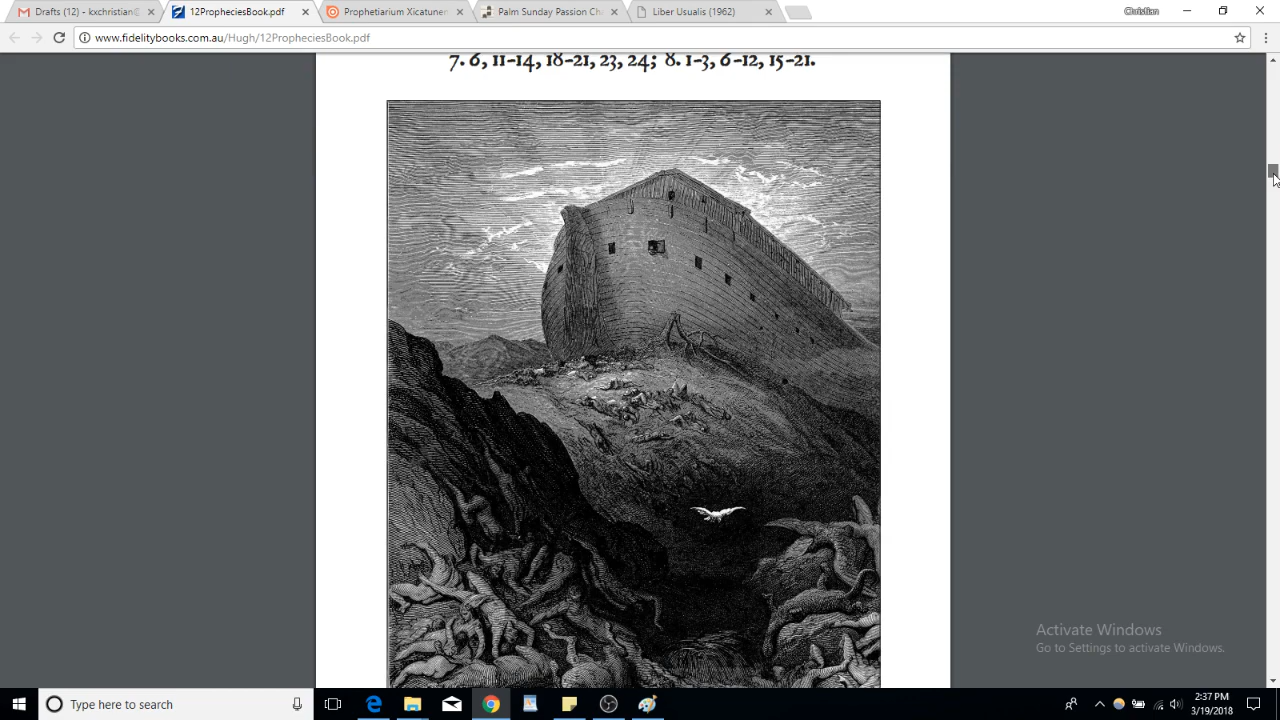 Drafts (12) - kxchristian@
12PropheciesBook.pdf
Prophetiarium Xicatuner
Palm Sunday Passion Cha
Liber Usualis (1962)
Christian
www.fidelitybooks.com.au/Hugh/12PropheciesBook.pdf
7. 6, 11-14, 18-21, 23, 24; 8. 1-3, 6-12, 15-21.
Activate Windows
Go to Settings to activate Windows.
Type here to search
2:37 PM
3/19/2018